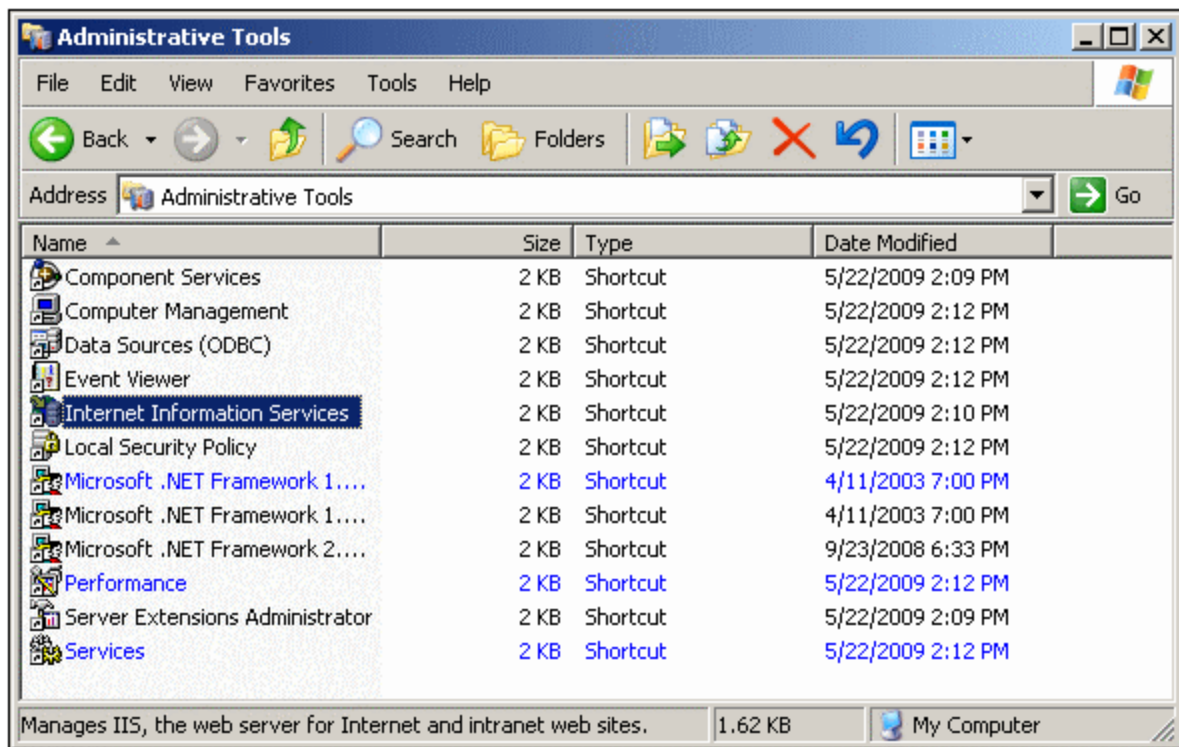 Administrative Tools
File Edit View Favorites Tools Help
Back Search Folders
Address Administrative Tools Go
Name Size Type Date Modified
Component Services 2 KB Shortcut 5/22/2009 2:09 PM
Computer Management 2 KB Shortcut 5/22/2009 2:12 PM
Data Sources (ODBC) 2 KB Shortcut 5/22/2009 2:12 PM
Event Viewer 2 KB Shortcut 5/22/2009 2:12 PM
Internet Information Services 2 KB Shortcut 5/22/2009 2:10 PM
Local Security Policy 2 KB Shortcut 5/22/2009 2:12 PM
Microsoft .NET Framework 1.... 2 KB Shortcut 4/11/2003 7:00 PM
Microsoft .NET Framework 1.... 2 KB Shortcut 4/11/2003 7:00 PM
Microsoft .NET Framework 2.... 2 KB Shortcut 9/23/2008 6:33 PM
Performance 2 KB Shortcut 5/22/2009 2:12 PM
Server Extensions Administrator 2 KB Shortcut 5/22/2009 2:09 PM
Services 2 KB Shortcut 5/22/2009 2:12 PM
Manages IIS, the web server for Internet and intranet web sites. 1.62 KB My Computer